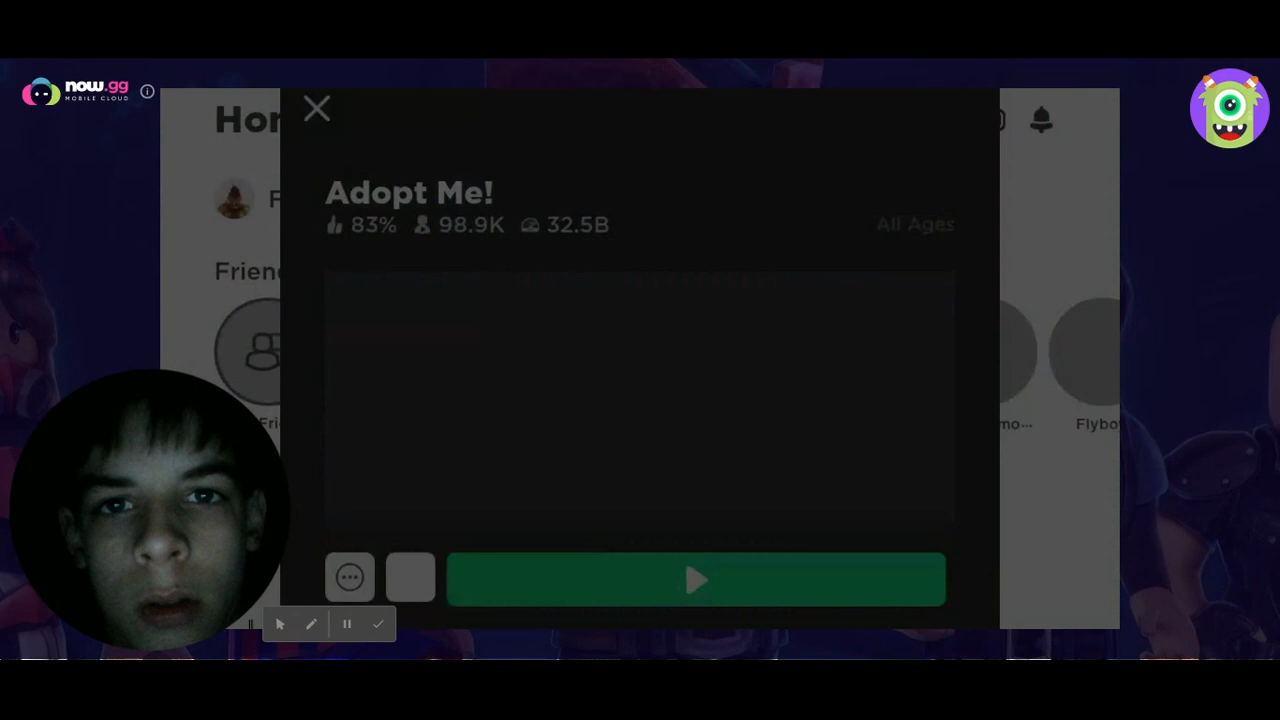 now.gg
MOBILE CLOUD
Hor
Adopt Me!
83% 98.9K 32.5B
All Ages
F
Frien
Fri
mo...
Flybo